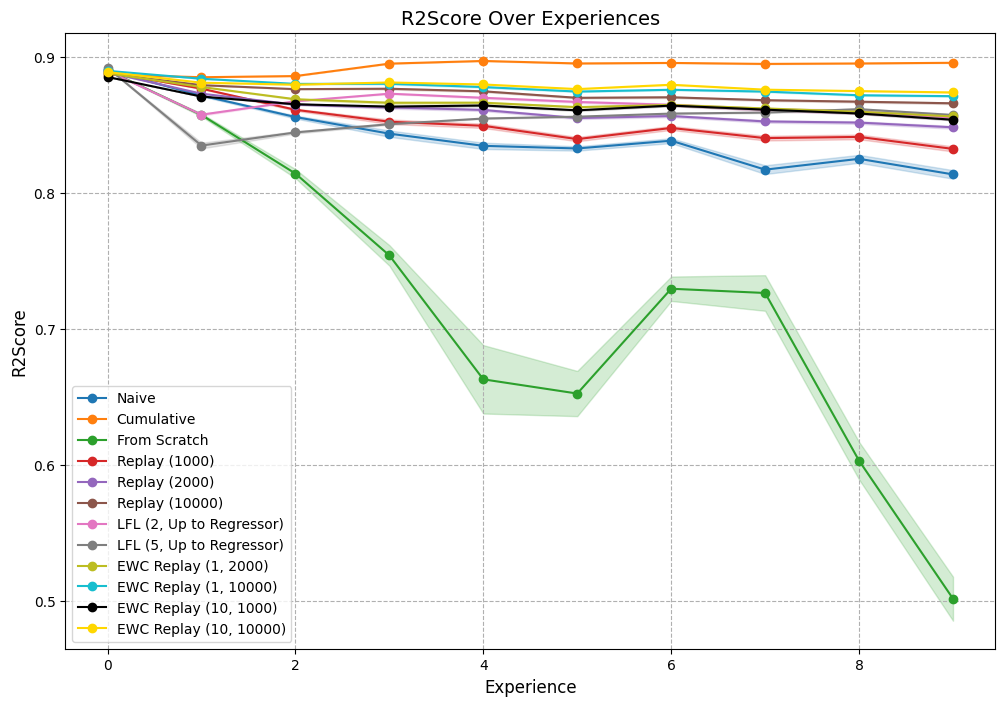 R2Score Over Experiences
R2Score
0.9
0.8
0.7
0.6
0.5
Naive
Cumulative
From Scratch
Replay (1000)
Replay (2000)
Replay (10000)
LFL (2, Up to Regressor)
LFL (5, Up to Regressor)
EWC Replay (1, 2000)
EWC Replay (1, 10000)
EWC Replay (10, 1000)
EWC Replay (10, 10000)
0 2 4 6 8
Experience